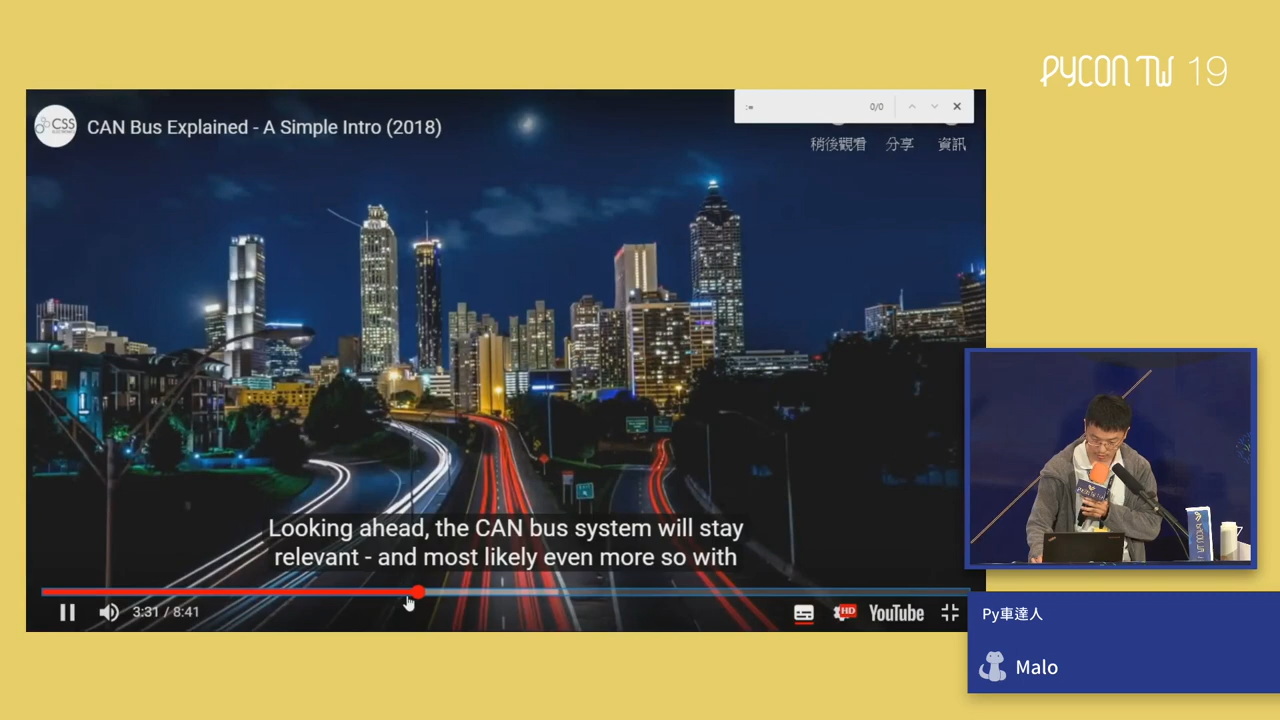 PYCON TW 19
CSS
CAN Bus Explained - A Simple Intro (2018)
:=
0/0
稍後觀看 分享 資訊
Looking ahead, the CAN bus system will stay
relevant - and most likely even more so with
3:31 / 8:41
HD
YouTube
Py車達人
Malo